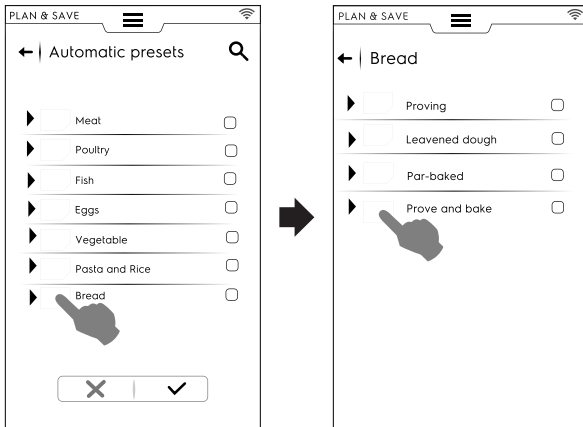 PLAN & SAVE
Automatic presets
Meat
Poultry
Fish
Eggs
Vegetable
Pasta and Rice
Bread
PLAN & SAVE
Bread
Proving
Leavened dough
Par-baked
Prove and bake